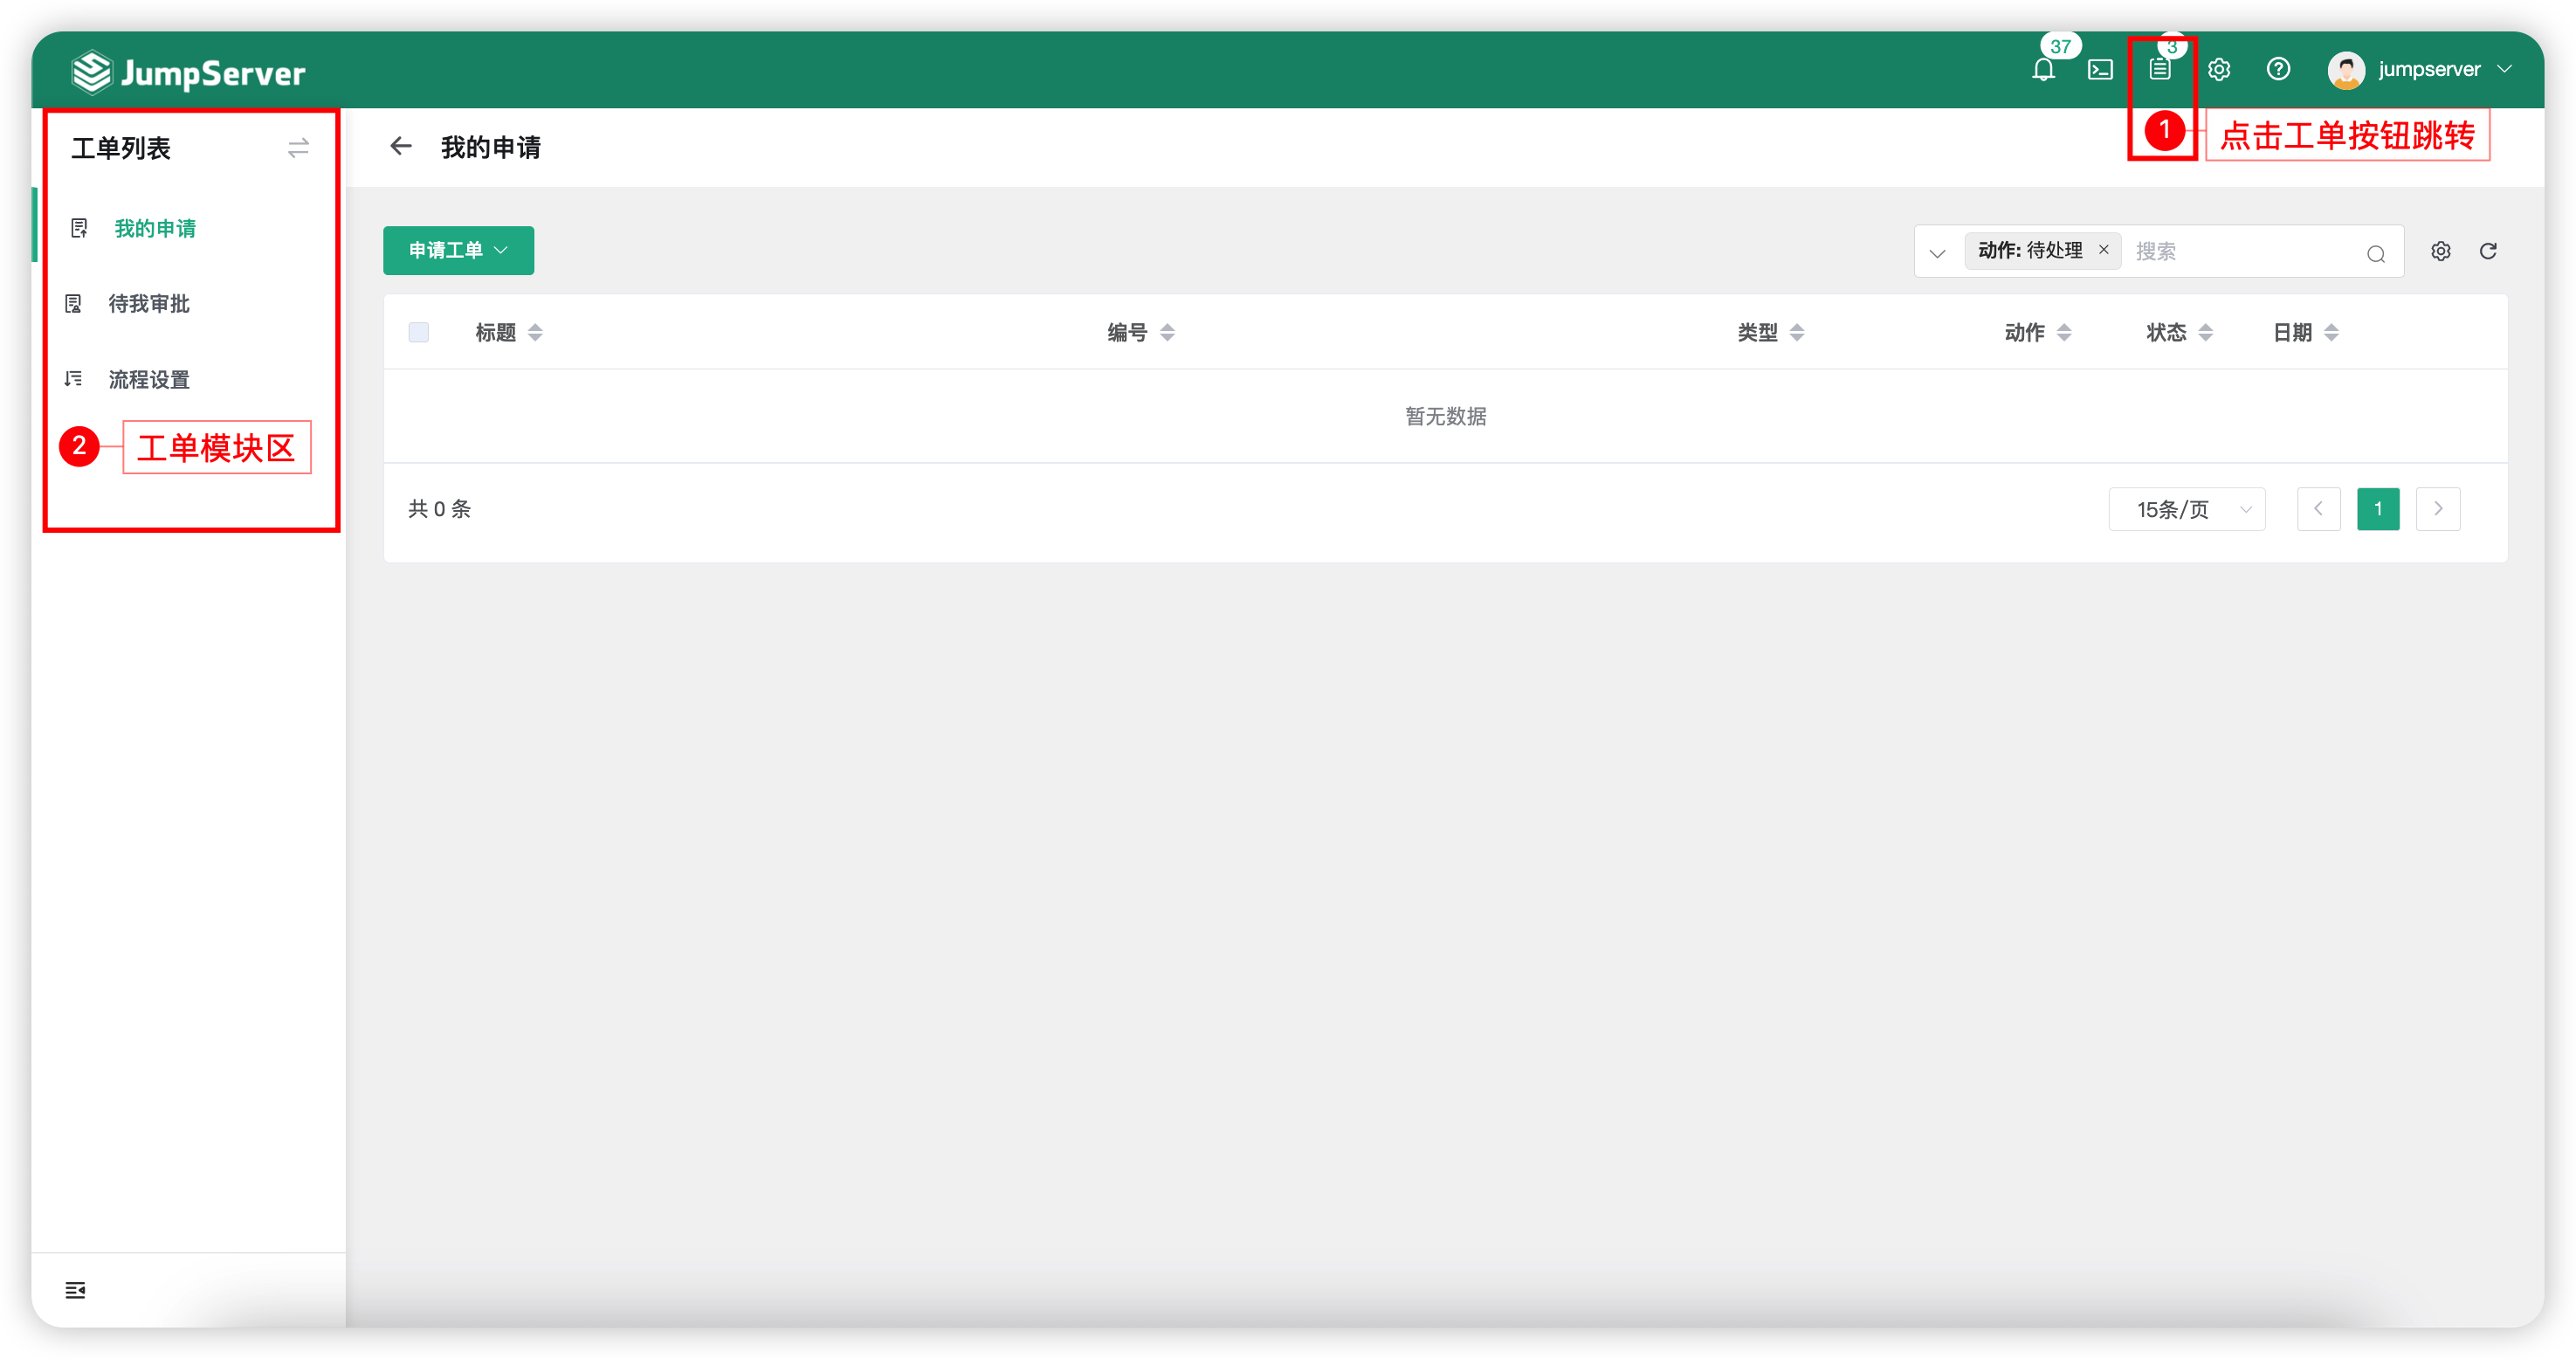 JumpServer
37
3
jumpserver
工单列表
我的申请
1
点击工单按钮跳转
我的申请
待我审批
流程设置
2
工单模块区
申请工单
动作: 待处理 ×
搜索
标题
编号
类型
动作
状态
日期
暂无数据
共 0 条
15条/页
1